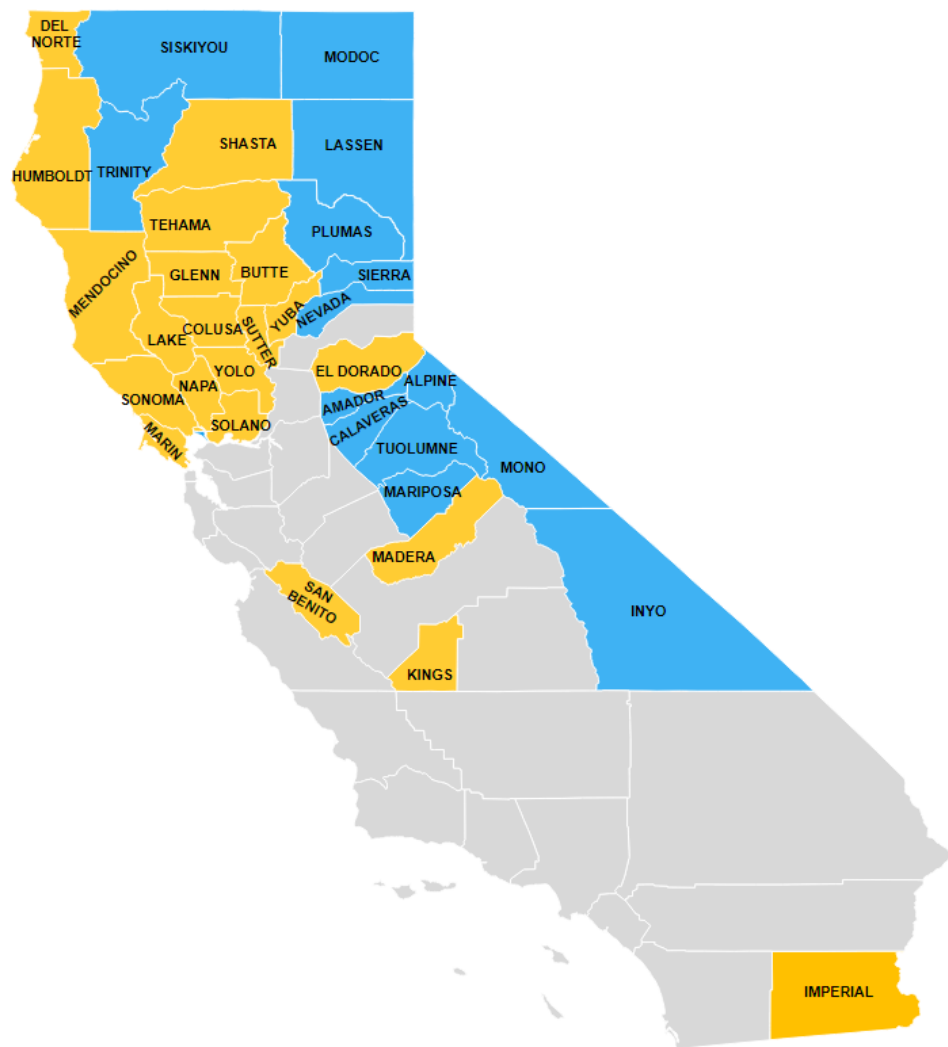 DEL
NORTE
SISKIYOU
MODOC
SHASTA
LASSEN
HUMBOLDT
TRINITY
TEHAMA
PLUMAS
MENDOCINO
GLENN
BUTTE
SIERRA
YUBA
NEVADA
COLUSA
SUTTER
LAKE
YOLO
EL DORADO
ALPINE
NAPA
SONOMA
AMADOR
SOLANO
CALAVERAS
MARIN
TUOLUMNE
MONO
MARIPOSA
MADERA
SAN
BENITO
INYO
KINGS
IMPERIAL